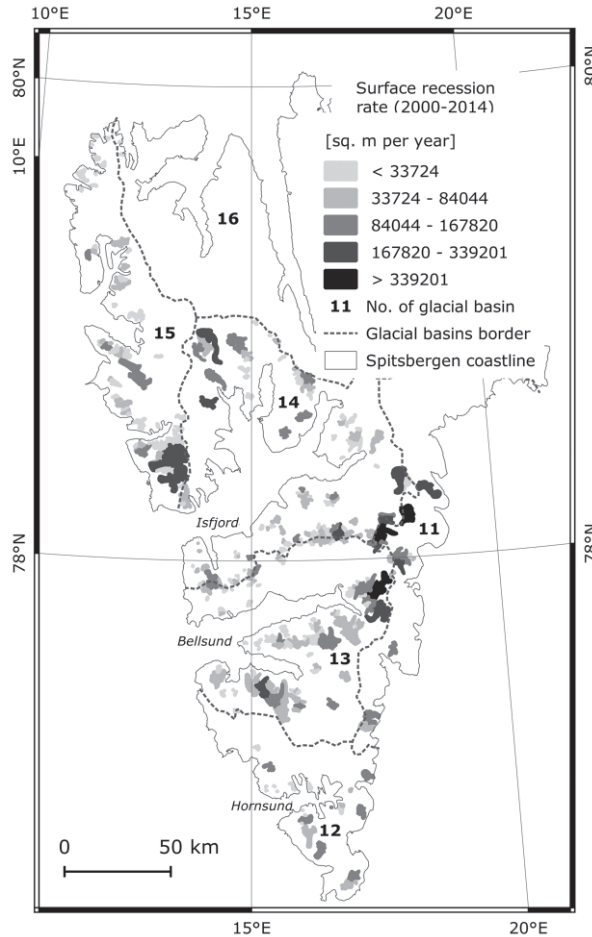 10°E 15°E 20°E
80°N
80°N
10°E
Surface recession
rate (2000-2014)
[sq. m per year]
< 33724
33724 - 84044
84044 - 167820
167820 - 339201
> 339201
11 No. of glacial basin
Glacial basins border
Spitsbergen coastline
16
15
14
Isfjord
11
78°N
78°N
Bellsund
13
Hornsund
12
0 50 km
15°E 20°E